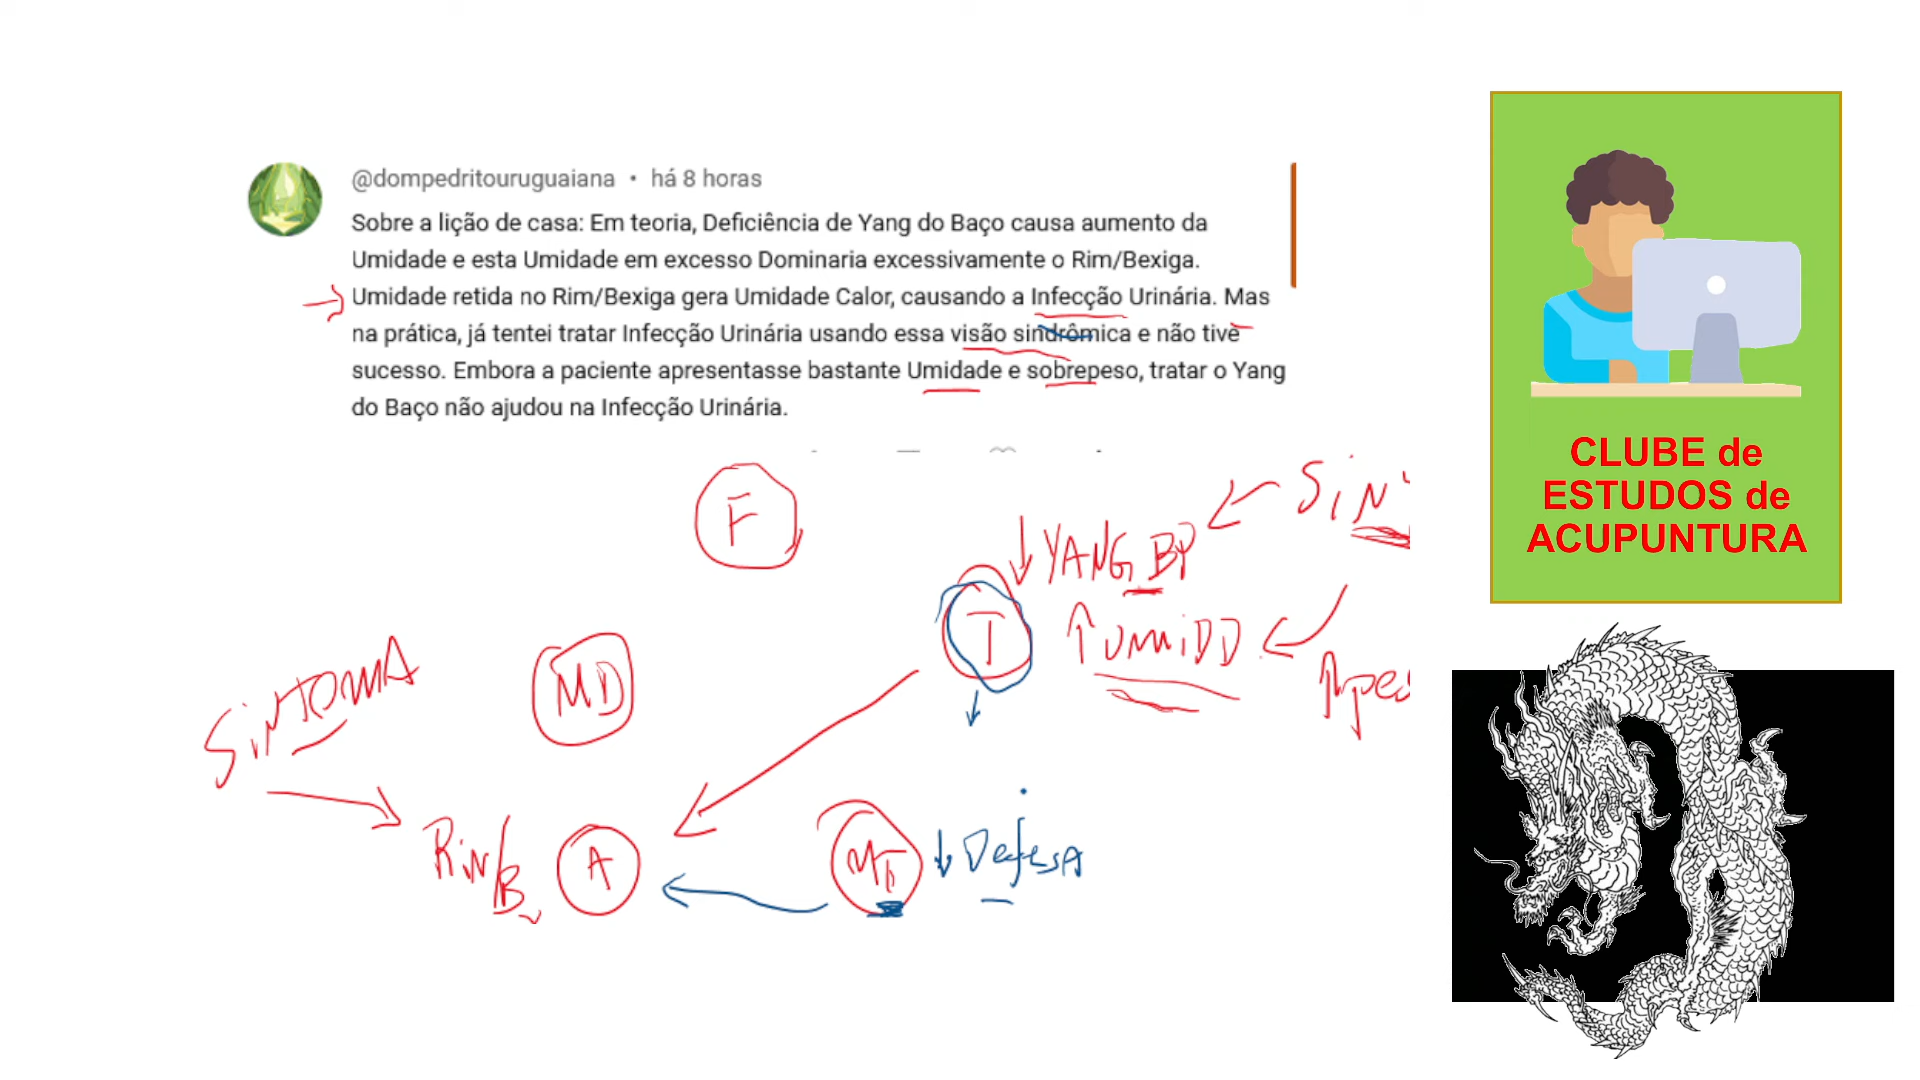 @dompedritouruguaiana • há 8 horas
Sobre a lição de casa: Em teoria, Deficiência de Yang do Baço causa aumento da
Umidade e esta Umidade em excesso Dominaria excessivamente o Rim/Bexiga.
Umidade retida no Rim/Bexiga gera Umidade Calor, causando a Infecção Urinária. Mas
na prática, já tentei tratar Infecção Urinária usando essa visão sindrômica e não tive
sucesso. Embora a paciente apresentasse bastante Umidade e sobrepeso, tratar o Yang
do Baço não ajudou na Infecção Urinária.
CLUBE de
ESTUDOS de
ACUPUNTURA
F
SiN
↓ YANG BP
T
↑ UMiDD
↑pes
SiNTOMA
MD
RiN/B
A
MT
↓ DefesA